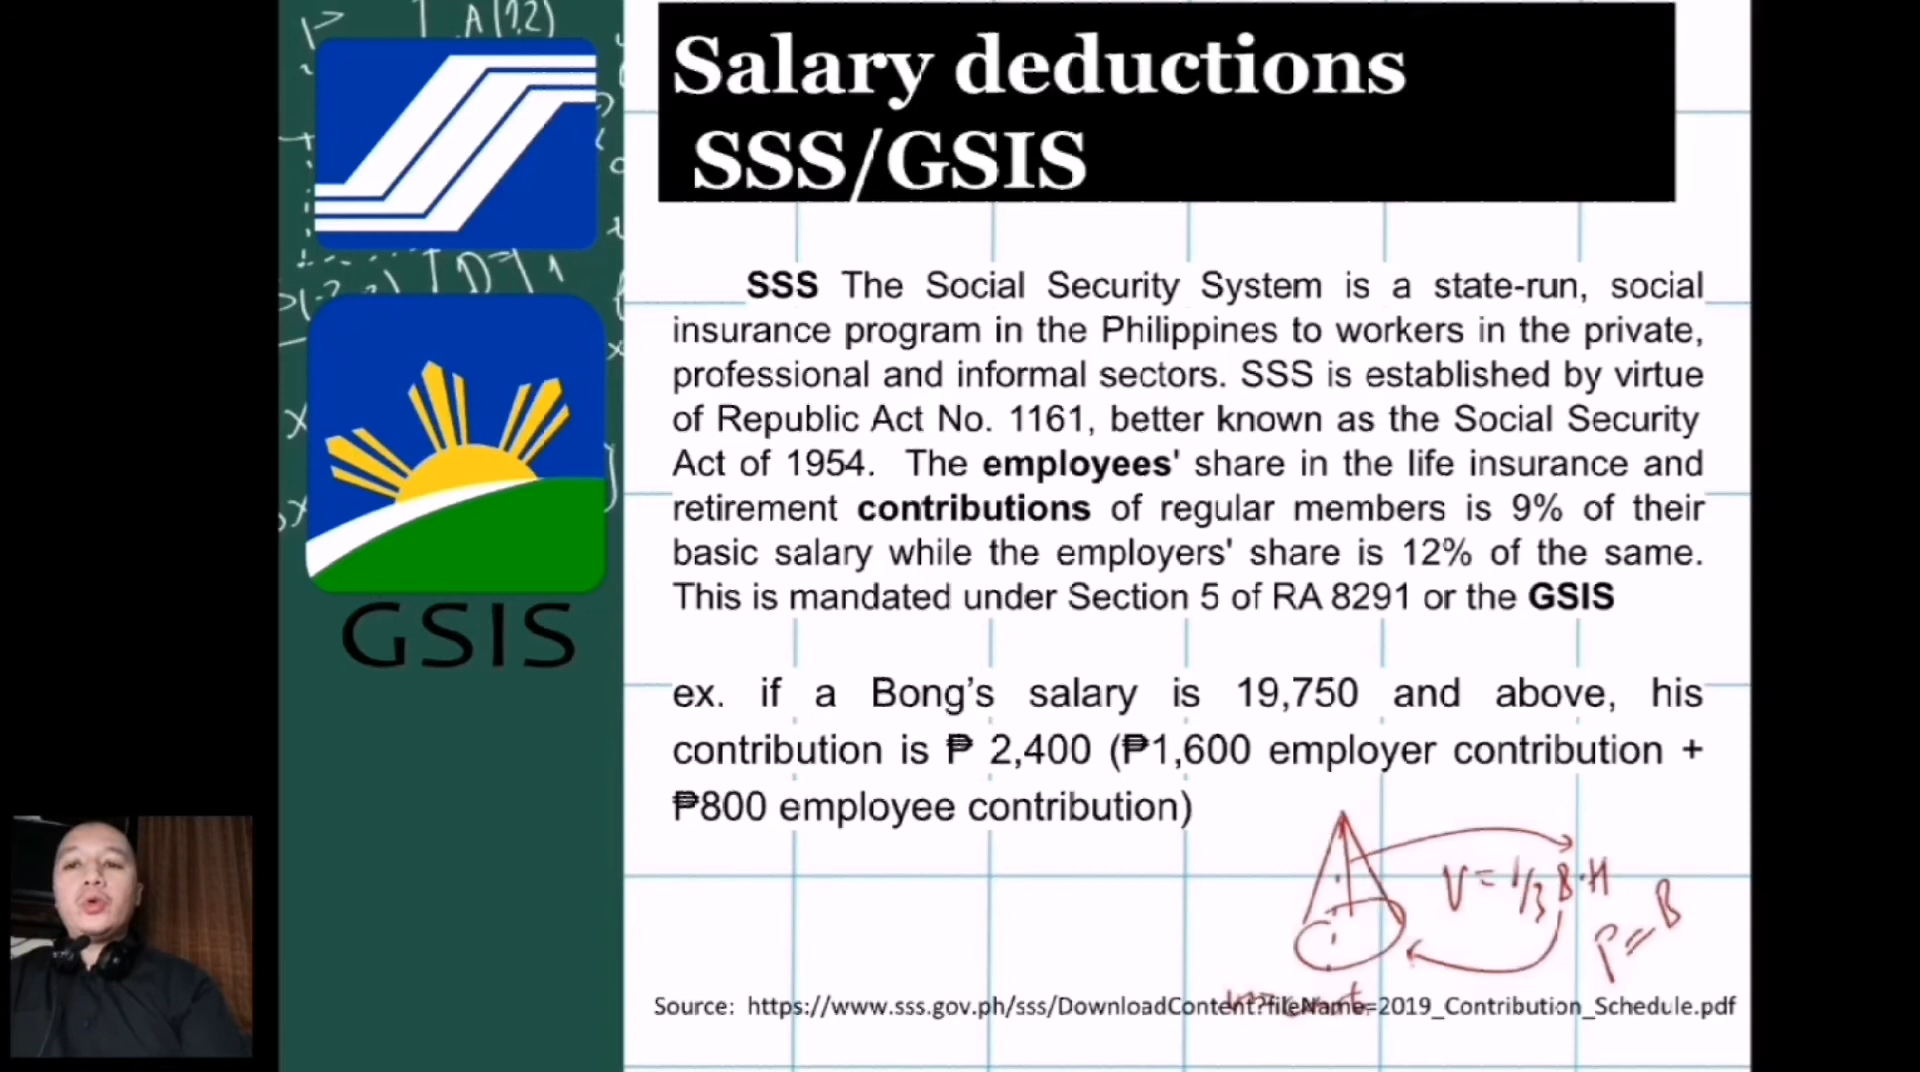 A(1,2)
Salary deductions
SSS/GSIS
SSS The Social Security System is a state-run, social
insurance program in the Philippines to workers in the private,
professional and informal sectors. SSS is established by virtue
of Republic Act No. 1161, better known as the Social Security
Act of 1954. The employees' share in the life insurance and
retirement contributions of regular members is 9% of their
basic salary while the employers' share is 12% of the same.
This is mandated under Section 5 of RA 8291 or the GSIS
GSIS
ex. if a Bong's salary is 19,750 and above, his
contribution is ₱ 2,400 (₱1,600 employer contribution +
₱800 employee contribution)
V = 1/3 B·H
P = B
Source: https://www.sss.gov.ph/sss/DownloadContent?fileName=2019_Contribution_Schedule.pdf